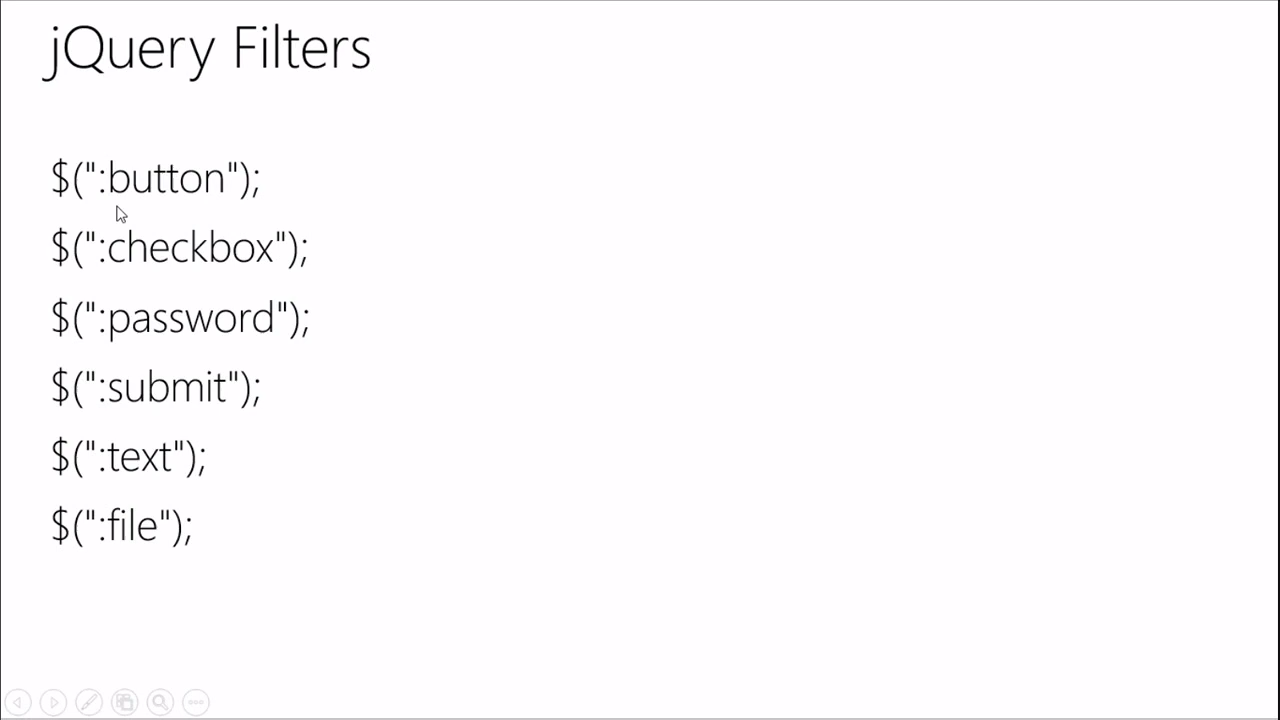 jQuery Filters
$(":button");
$(":checkbox");
$(":password");
$(":submit");
$(":text");
$(":file");